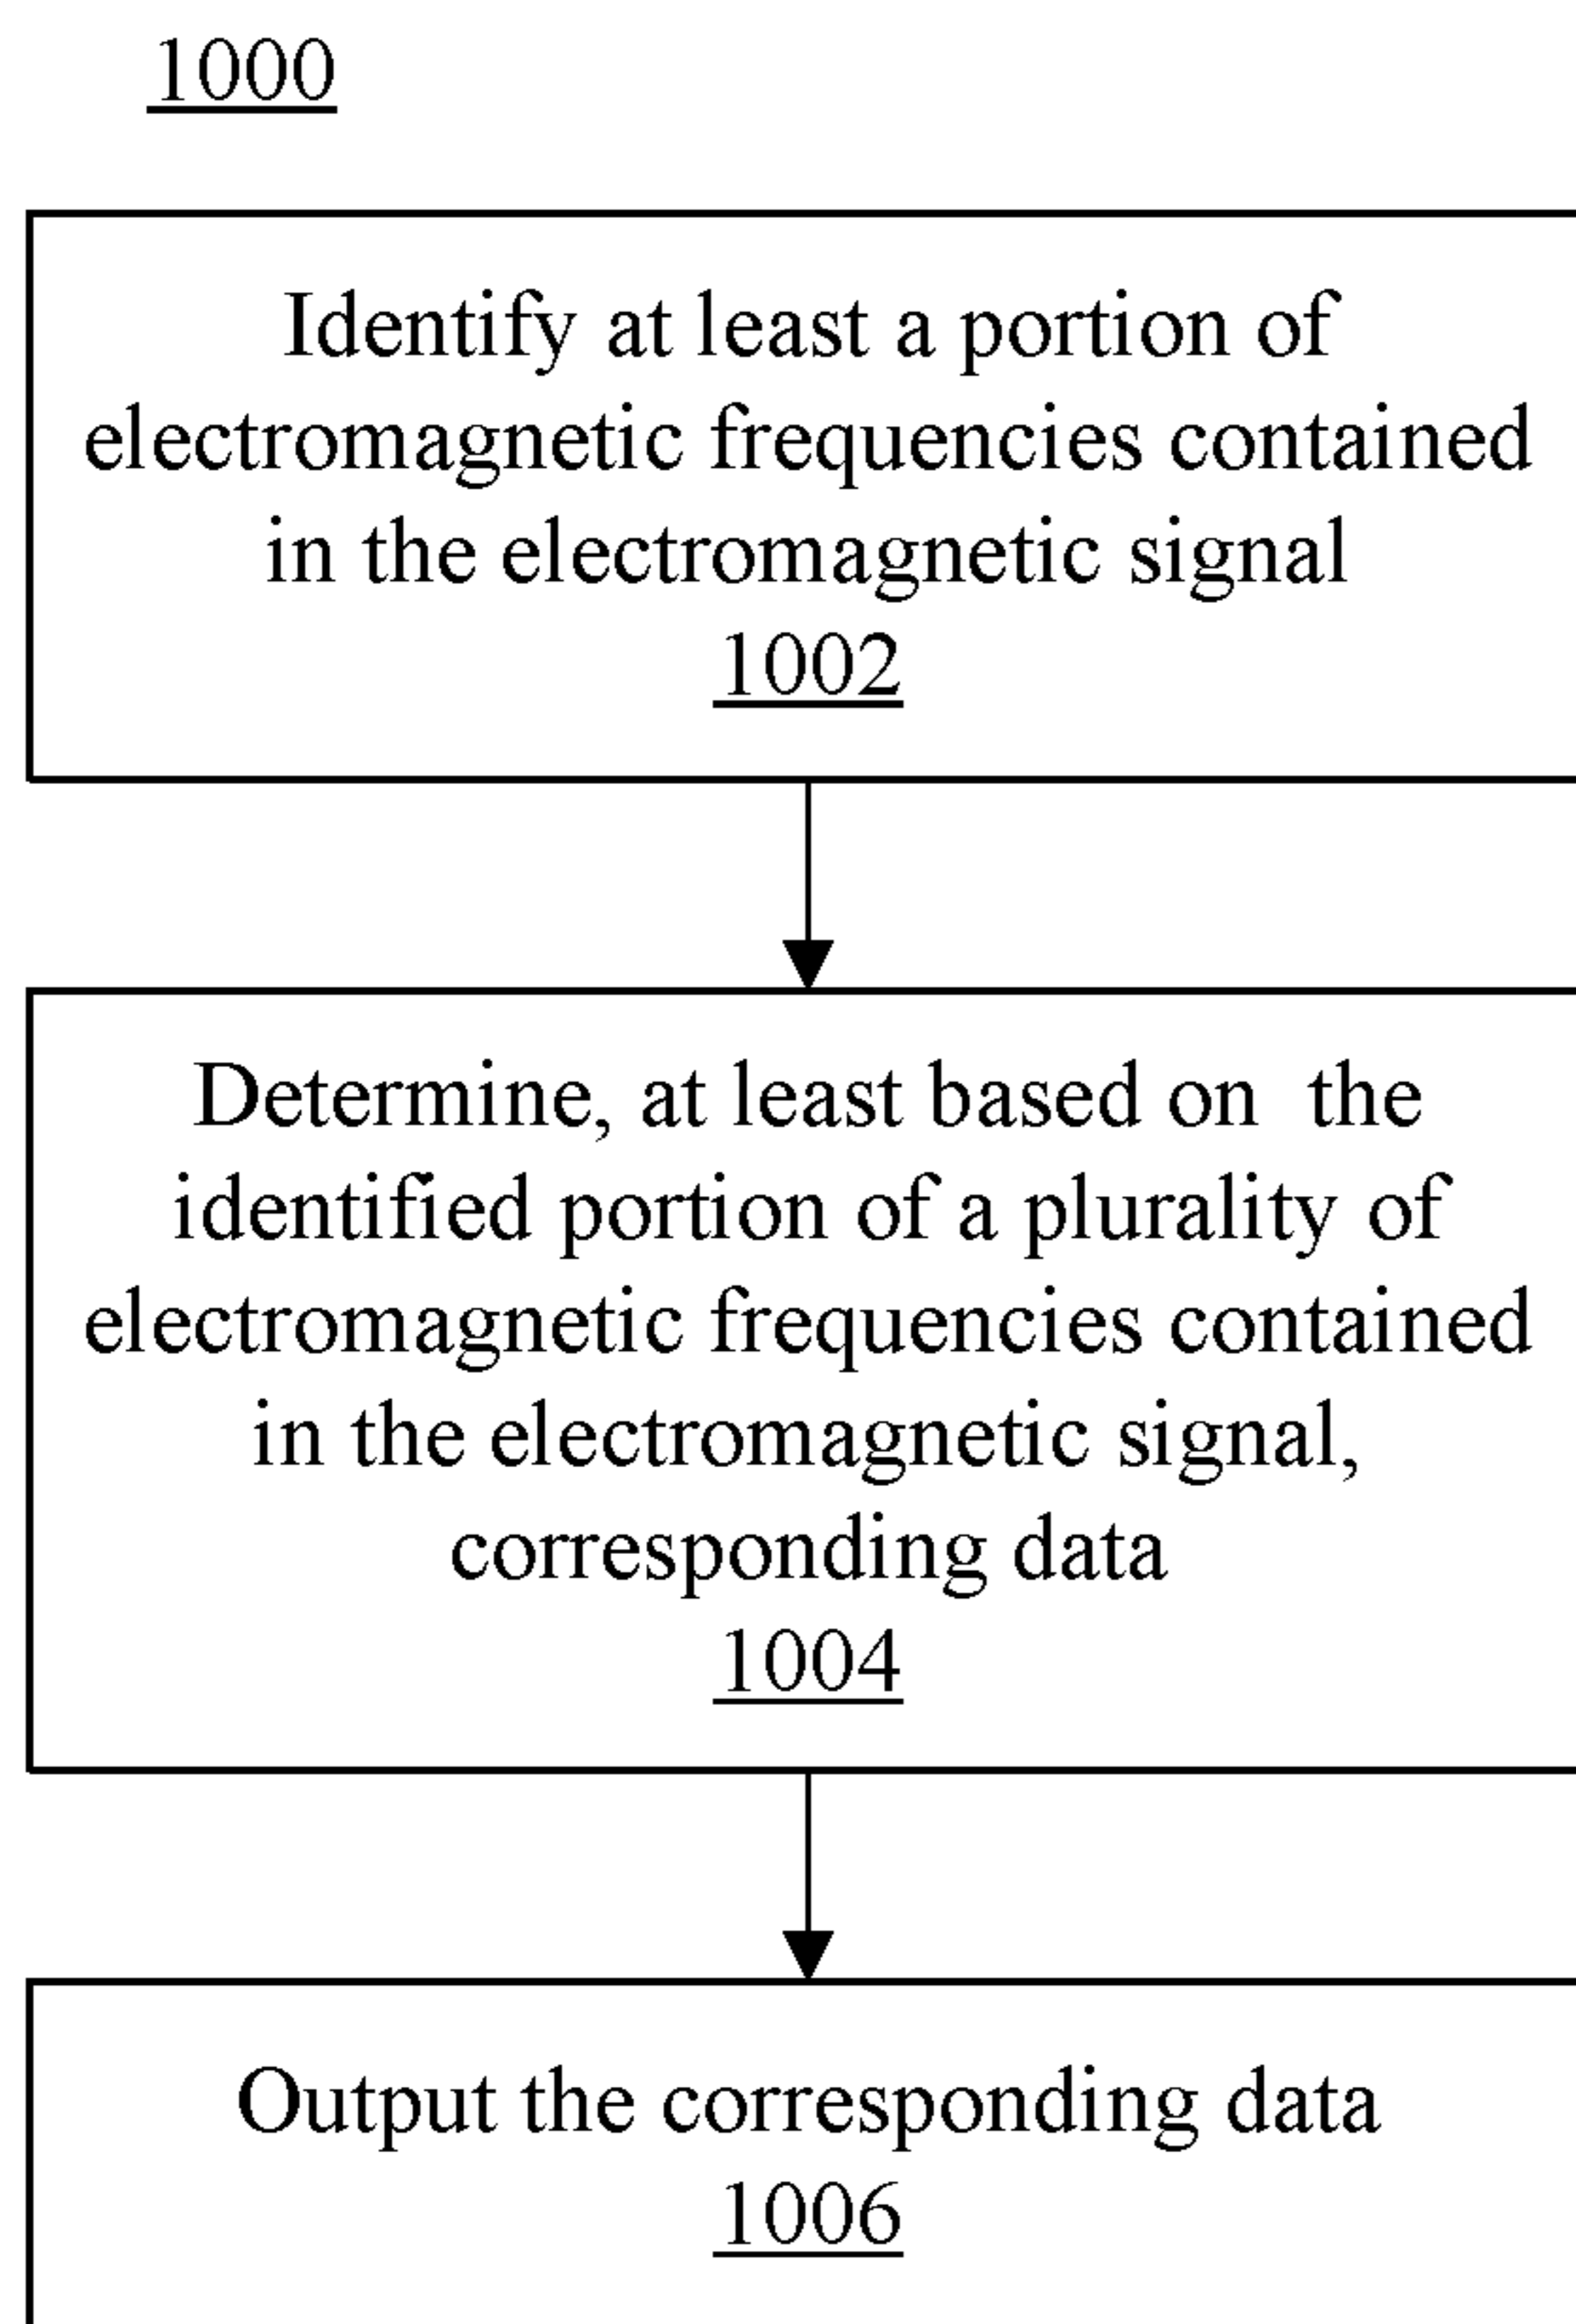 1000
Identify at least a portion of
electromagnetic frequencies contained
in the electromagnetic signal
1002
Determine, at least based on the
identified portion of a plurality of
electromagnetic frequencies contained
in the electromagnetic signal,
corresponding data
1004
Output the corresponding data
1006